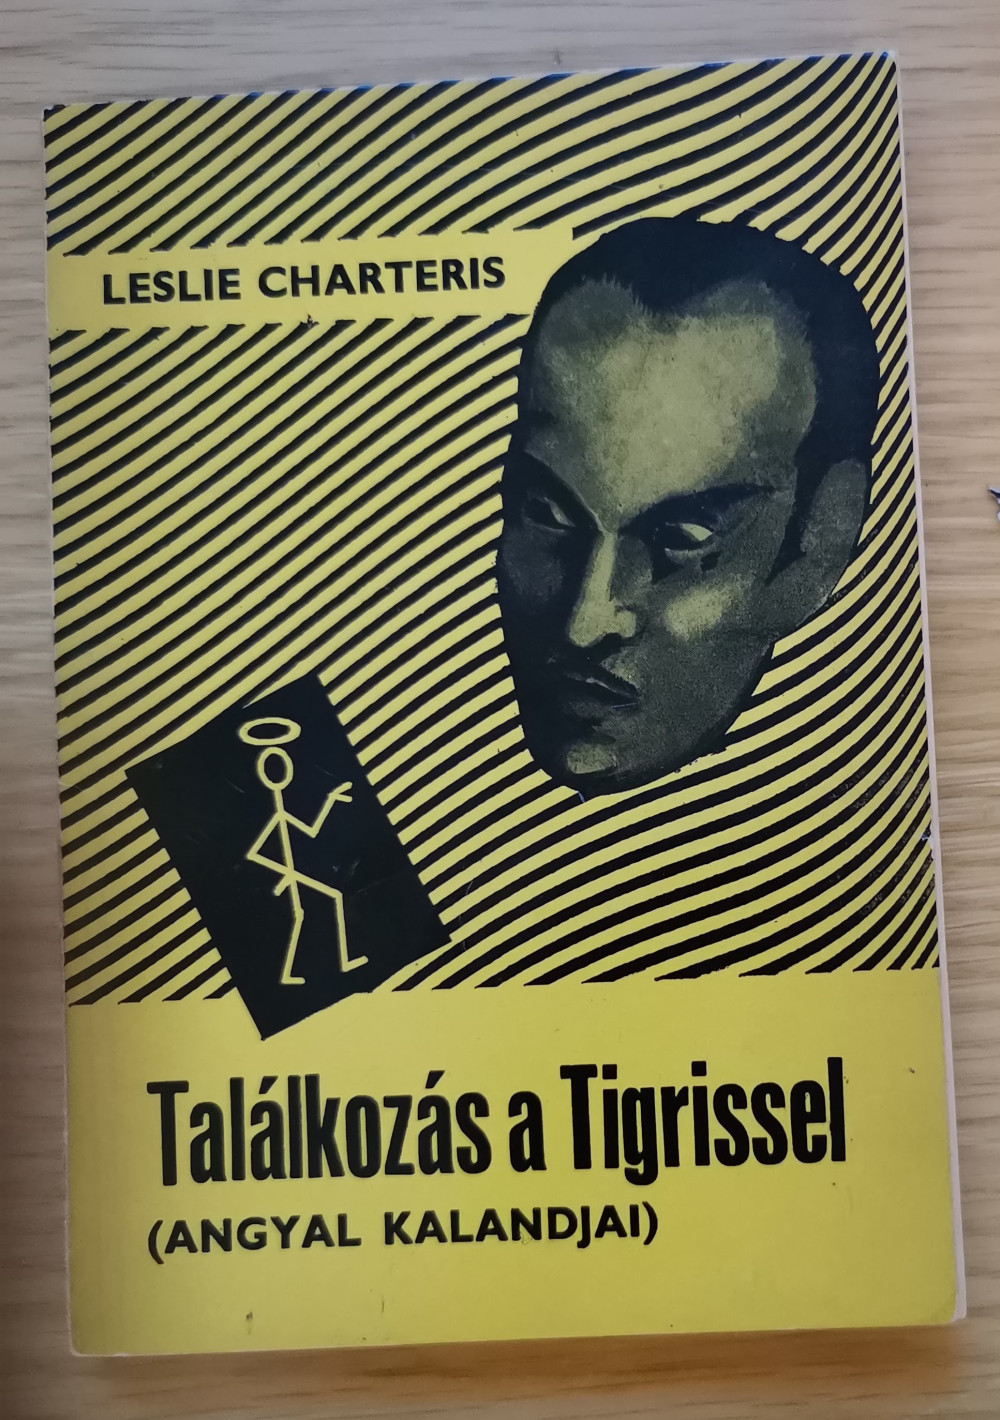 LESLIE CHARTERIS
Találkozás a Tigrissel
(ANGYAL KALANDJAI)